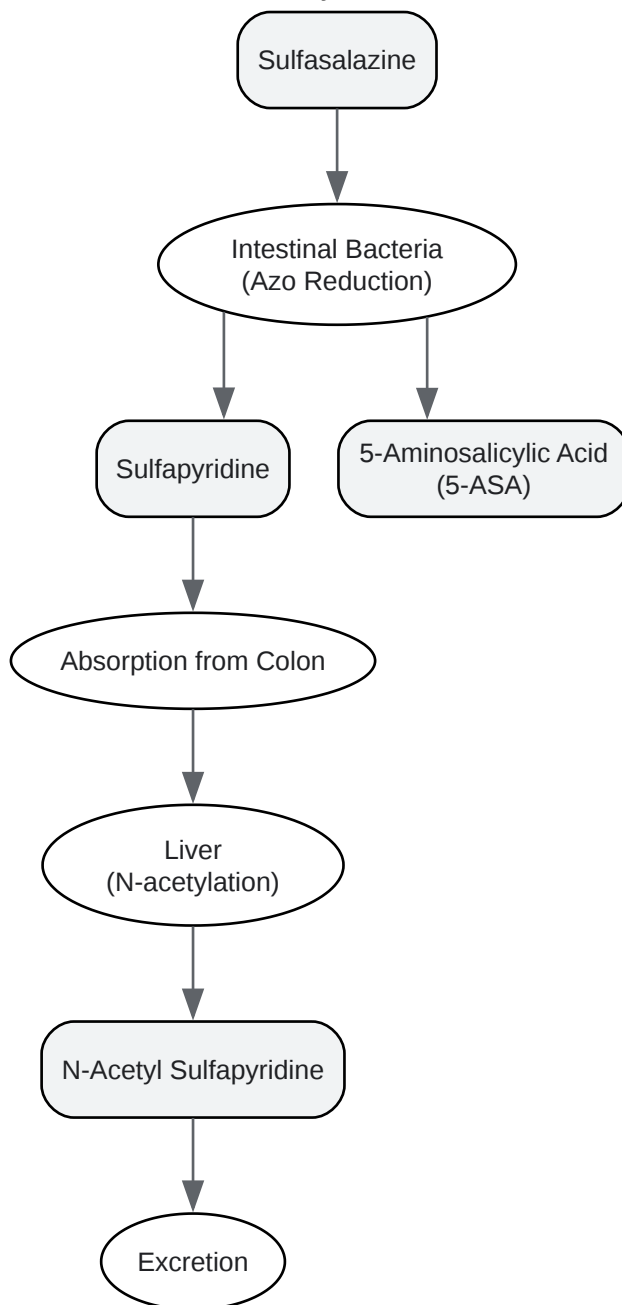 Sulfasalazine
Intestinal Bacteria
(Azo Reduction)
Sulfapyridine
5-Aminosalicylic Acid
(5-ASA)
Absorption from Colon
Liver
(N-acetylation)
N-Acetyl Sulfapyridine
Excretion